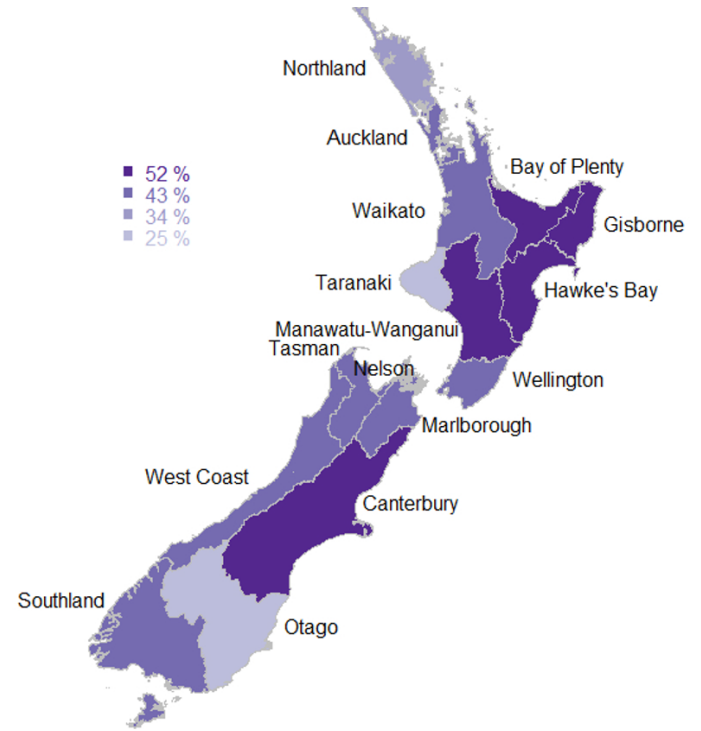 Northland
Auckland
Bay of Plenty
52 %
43 %
34 %
25 %
Waikato
Gisborne
Taranaki
Hawke's Bay
Manawatu-Wanganui
Tasman
Nelson
Wellington
Marlborough
West Coast
Canterbury
Southland
Otago